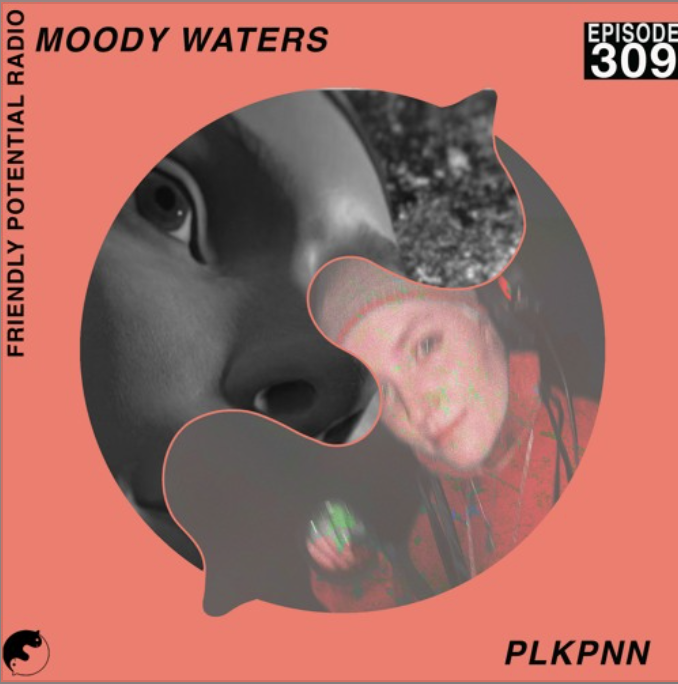 FRIENDLY POTENTIAL RADIO
MOODY WATERS
EPISODE
309
PLKPNN